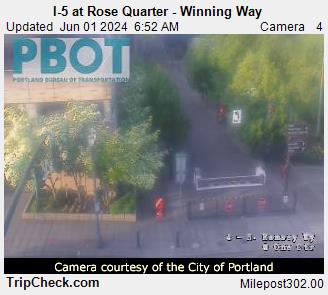 I-5 at Rose Quarter - Winning Way
Updated Jun 01 2024 6:52 AM Camera 4
PBOT
PORTLAND BUREAU OF TRANSPORTATION
Camera courtesy of the City of Portland
TripCheck.com Milepost302.00